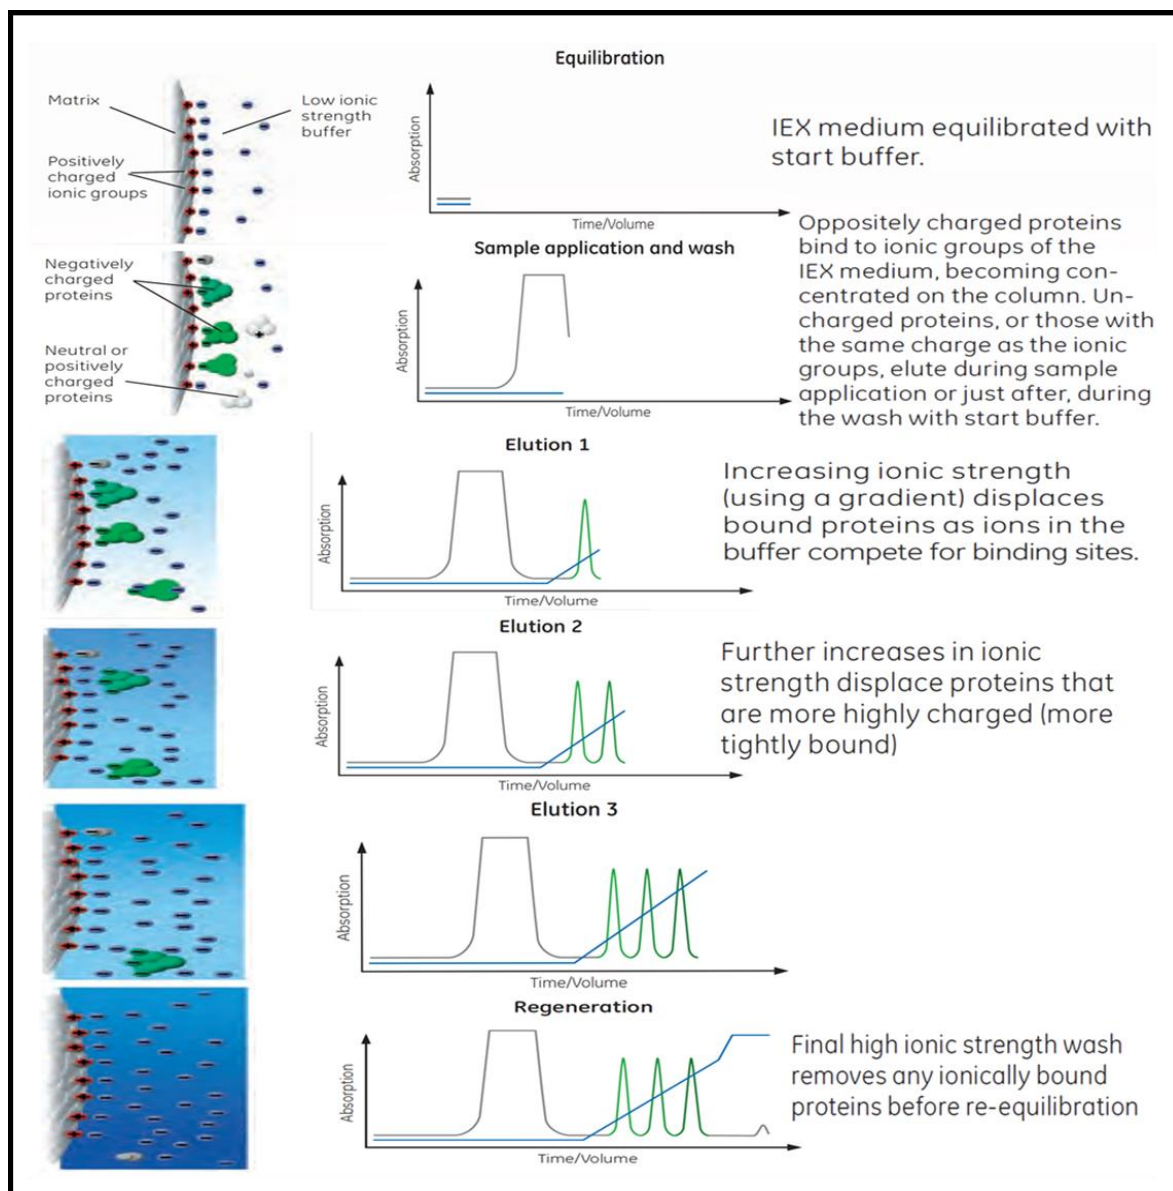 Equilibration
Matrix
Low ionic
strength
buffer
Positively
charged
ionic groups
Absorption
Time/Volume
IEX medium equilibrated with
start buffer.
Sample application and wash
Negatively
charged
proteins
Neutral or
positively
charged
proteins
Absorption
Time/Volume
Oppositely charged proteins
bind to ionic groups of the
IEX medium, becoming con-
centrated on the column. Un-
charged proteins, or those with
the same charge as the ionic
groups, elute during sample
application or just after, during
the wash with start buffer.
Elution 1
Absorption
Time/Volume
Increasing ionic strength
(using a gradient) displaces
bound proteins as ions in the
buffer compete for binding sites.
Elution 2
Absorption
Time/Volume
Further increases in ionic
strength displace proteins that
are more highly charged (more
tightly bound)
Elution 3
Absorption
Time/Volume
Regeneration
Absorption
Time/Volume
Final high ionic strength wash
removes any ionically bound
proteins before re-equilibration